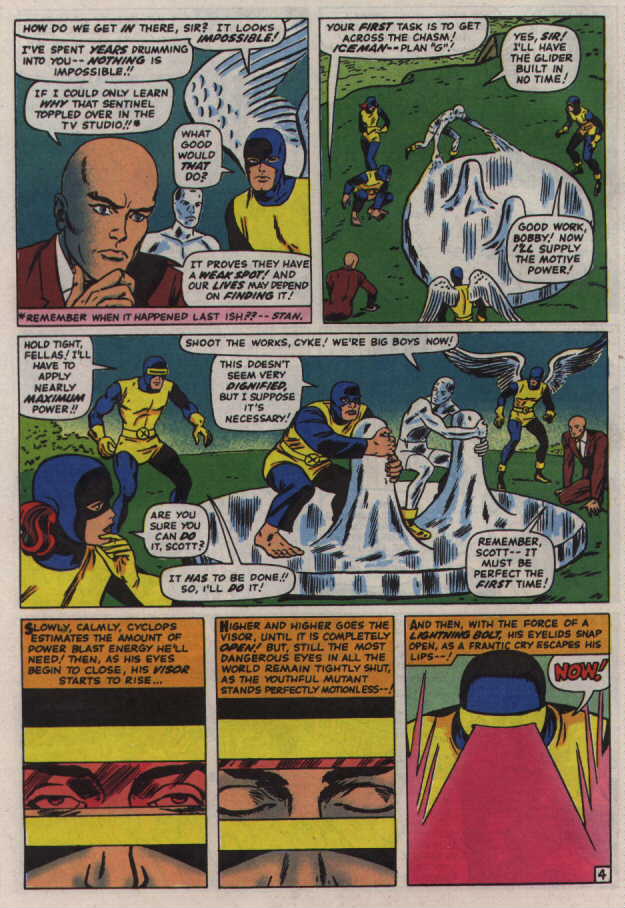 HOW DO WE GET IN THERE, SIR? IT LOOKS
IMPOSSIBLE!
I'VE SPENT YEARS DRUMMING
INTO YOU-- NOTHING IS
IMPOSSIBLE!!
IF I COULD ONLY LEARN
WHY THAT SENTINEL
TOPPLED OVER IN THE
TV STUDIO!!*
WHAT
GOOD
WOULD
THAT
DO?
IT PROVES THEY HAVE
A WEAK SPOT! AND
OUR LIVES MAY DEPEND
ON FINDING IT!
*REMEMBER WHEN IT HAPPENED LAST ISH??-- STAN.
YOUR FIRST TASK IS TO GET
ACROSS THE CHASM!
ICEMAN--PLAN "G"!
YES, SIR!
I'LL HAVE
THE GLIDER
BUILT IN
NO TIME!
GOOD WORK,
BOBBY! NOW
I'LL SUPPLY
THE MOTIVE
POWER!
HOLD TIGHT,
FELLAS! I'LL
HAVE TO
APPLY
NEARLY
MAXIMUM
POWER!!
SHOOT THE WORKS, CYKE! WE'RE BIG BOYS NOW!
THIS DOESN'T
SEEM VERY
DIGNIFIED,
BUT I SUPPOSE
IT'S
NECESSARY!
ARE YOU
SURE YOU
CAN DO
IT, SCOTT?
IT HAS TO BE DONE!!
SO, I'LL DO IT!
REMEMBER,
SCOTT-- IT
MUST BE
PERFECT THE
FIRST TIME!
SLOWLY, CALMLY, CYCLOPS
ESTIMATES THE AMOUNT OF
POWER BLAST ENERGY HE'LL
NEED! THEN, AS HIS EYES
BEGIN TO CLOSE, HIS VISOR
STARTS TO RISE...
HIGHER AND HIGHER GOES THE
VISOR, UNTIL IT IS COMPLETELY
OPEN! BUT, STILL THE MOST
DANGEROUS EYES IN ALL THE
WORLD REMAIN TIGHTLY SHUT,
AS THE YOUTHFUL MUTANT
STANDS PERFECTLY MOTIONLESS--!
AND THEN, WITH THE FORCE OF A
LIGHTNING BOLT, HIS EYELIDS SNAP
OPEN, AS A FRANTIC CRY ESCAPES HIS
LIPS--!
NOW!
4